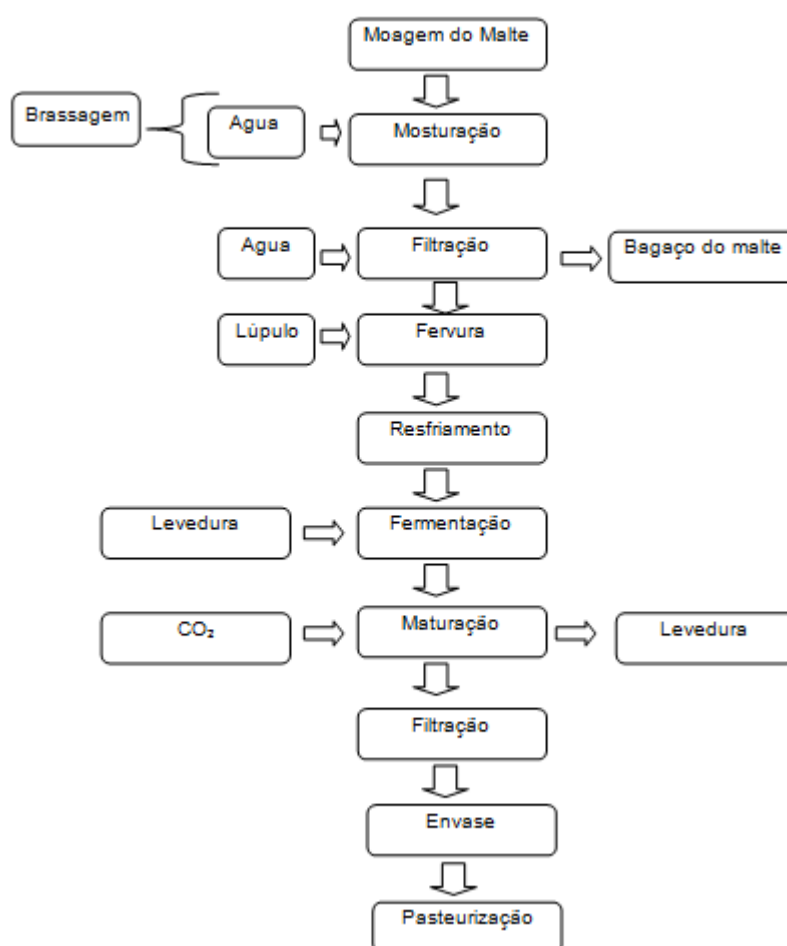 Moagem do Malte
Brassagem
Agua
Mosturação
Agua
Filtração
Bagaço do malte
Lúpulo
Fervura
Resfriamento
Levedura
Fermentação
CO₂
Maturação
Levedura
Filtração
Envase
Pasteurização